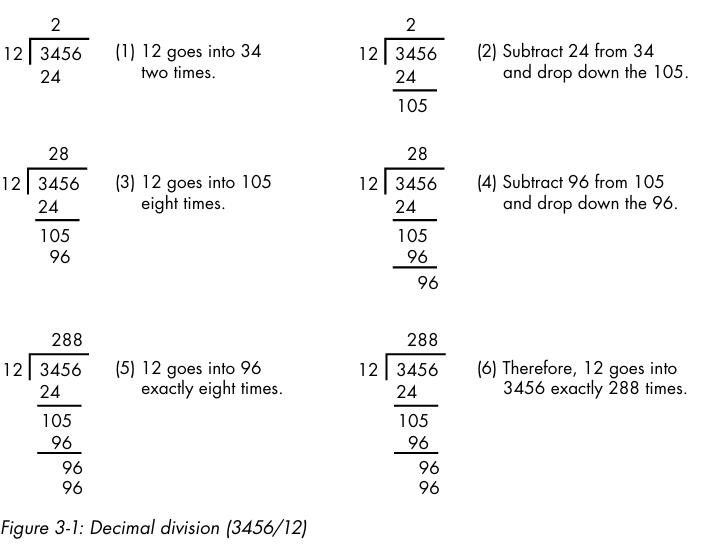 2
12 3456
24
(1) 12 goes into 34
two times.
2
12 3456
24
105
(2) Subtract 24 from 34
and drop down the 105.
28
12 3456
24
105
96
(3) 12 goes into 105
eight times.
28
12 3456
24
105
96
96
(4) Subtract 96 from 105
and drop down the 96.
288
12 3456
24
105
96
96
96
(5) 12 goes into 96
exactly eight times.
288
12 3456
24
105
96
96
96
(6) Therefore, 12 goes into
3456 exactly 288 times.
Figure 3-1: Decimal division (3456/12)